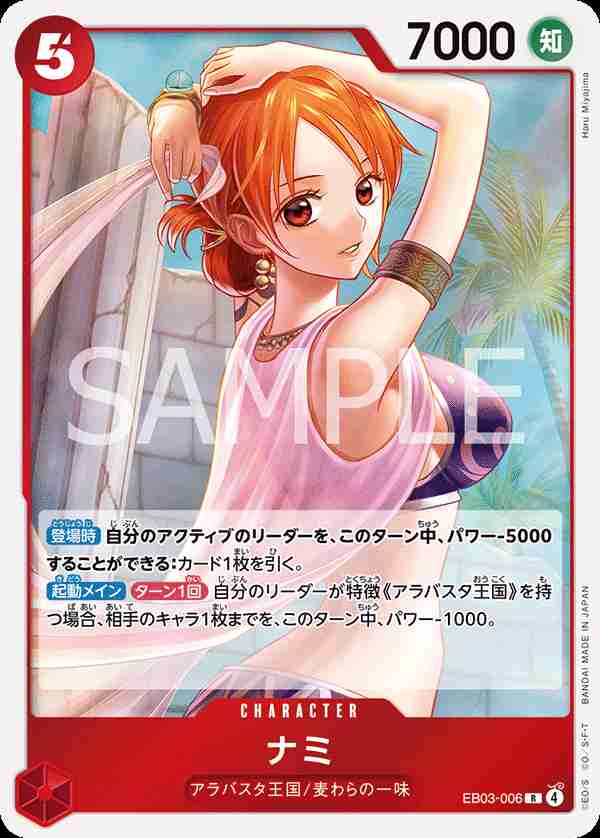 5
7000
知
Haru Miyajima
SAMPLE
登場時 自分のアクティブのリーダーを、このターン中、パワー-5000
することができる:カード1枚を引く。
起動メイン ターン1回 自分のリーダーが特徴《アラバスタ王国》を持
つ場合、相手のキャラ1枚までを、このターン中、パワー-1000。
CHARACTER
ナミ
アラバスタ王国/麦わらの一味
EB03-006 R 4
©E.O/S. ©O./S.・F・T BANDAI MADE IN JAPAN